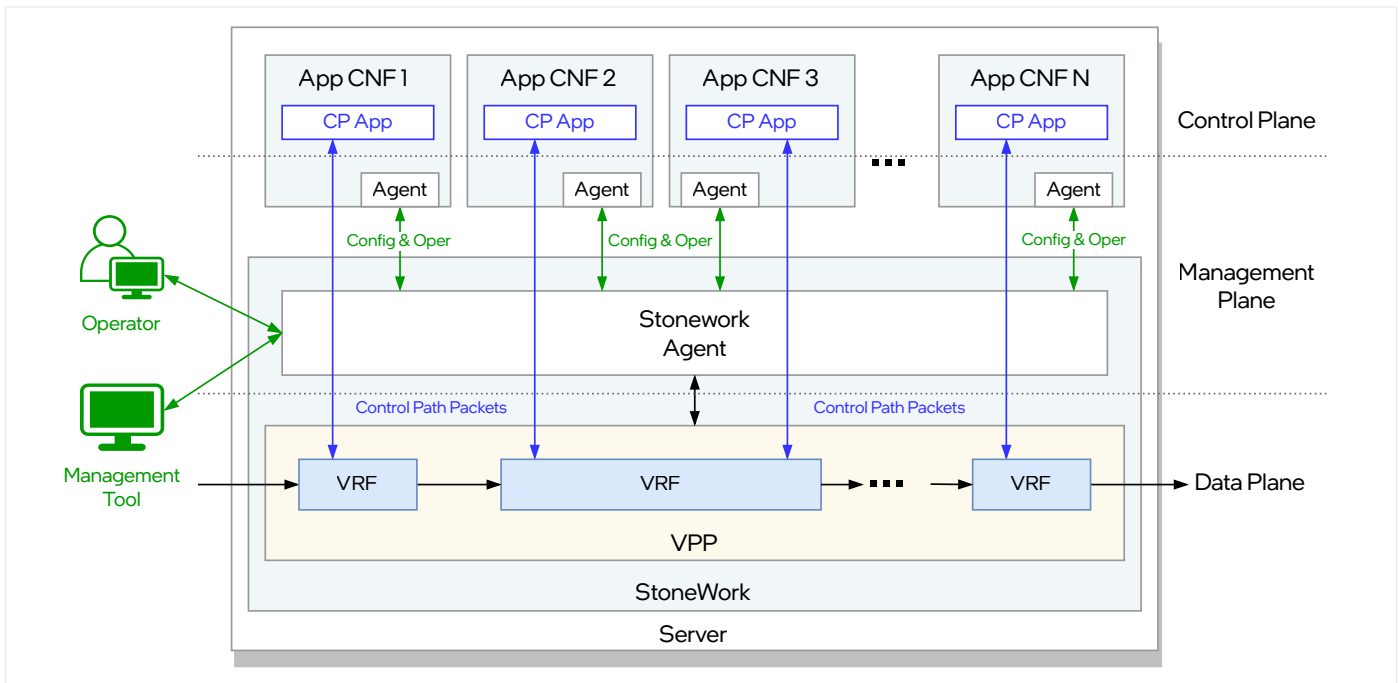 App CNF 1
App CNF 2
App CNF 3
App CNF N
CP App
CP App
CP App
CP App
Control Plane
Agent
Agent
Agent
Agent
Config & Oper
Config & Oper
Config & Oper
Management
Plane
Operator
Stonework
Agent
Control Path Packets
Control Path Packets
Management
Tool
VRF
VRF
VRF
Data Plane
VPP
StoneWork
Server